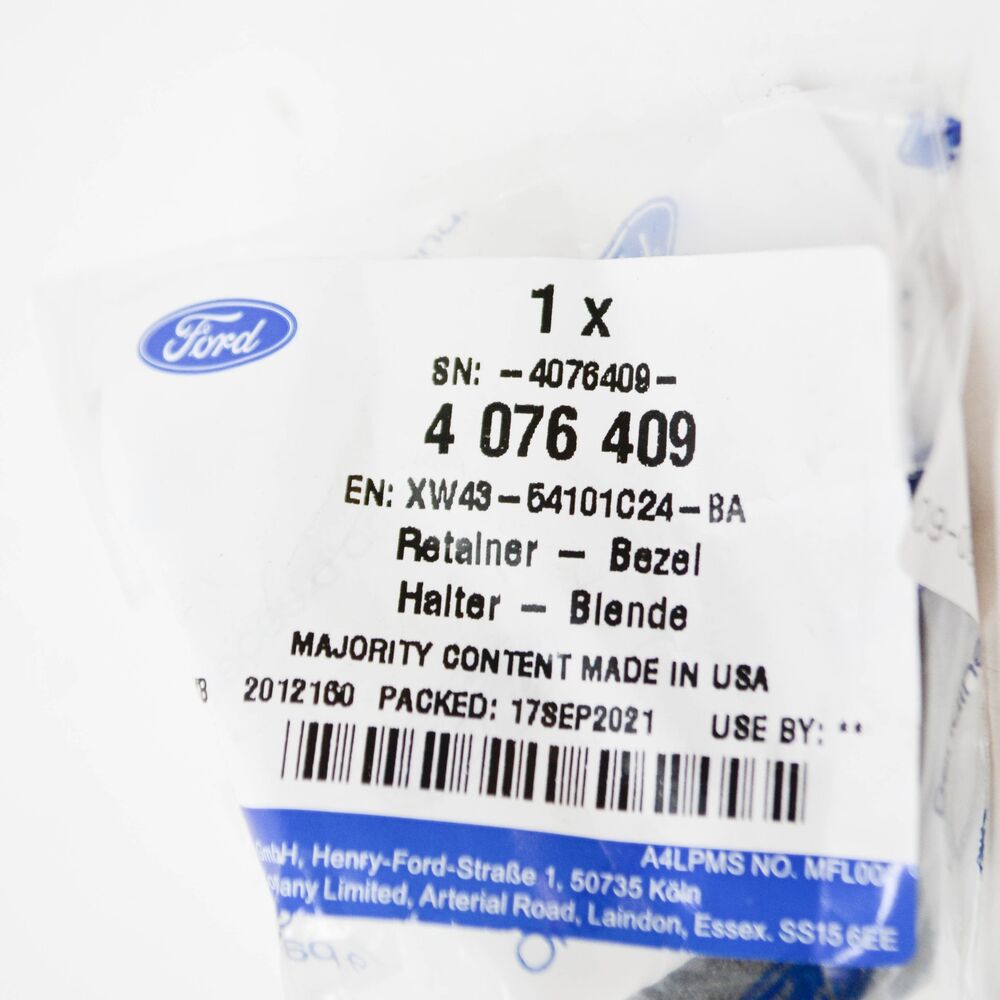 Ford
1 x
SN: -4076409-
4 076 409
EN: XW43-54101C24-BA
Retainer - Bezel
Halter - Blende
MAJORITY CONTENT MADE IN USA
2012160 PACKED: 17SEP2021 USE BY: **
A4LPMS NO.
GmbH, Henry-Ford-Straße 1, 50735 Köln
Limited, Arterial Road, Laindon, Essex. SS15 6EE